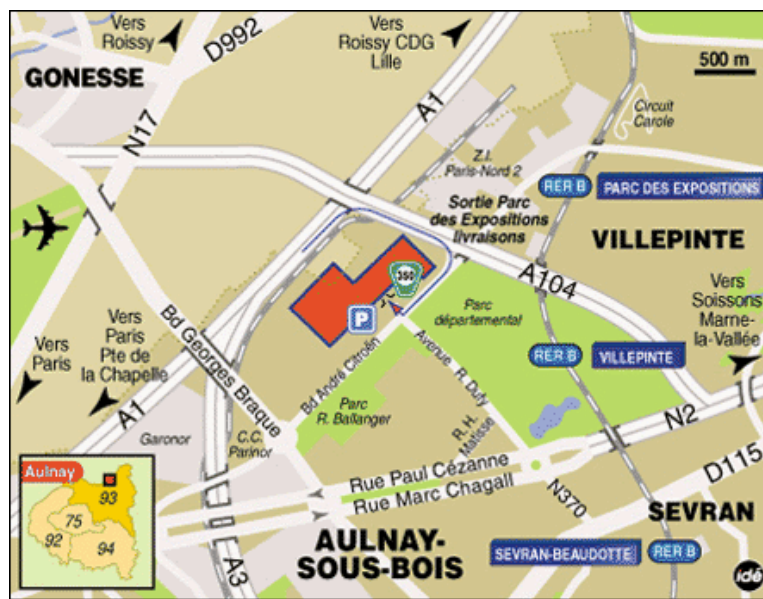 Vers
Roissy
D992
Vers
Roissy CDG
Lille
500 m
GONESSE
A1
N17
Circuit
Carole
Z.I.
Paris-Nord 2
RER B
PARC DES EXPOSITIONS
Sortie Parc
des Expositions
livraisons
VILLEPINTE
350
A104
Vers
Soissons
Marne-
la-Vallée
Parc
départemental
P
Vers
Paris
Vers
Paris
Pte de
la Chapelle
Bd Georges Braque
Bd André Citroën
Avenue R. Dufy
RER B
VILLEPINTE
A1
Parc
R. Ballanger
R. H.
Matisse
N2
Garonor
C.C.
Parinor
Aulnay
93
75
92
94
Rue Paul Cézanne
Rue Marc Chagall
D115
N370
SEVRAN
AULNAY-
SOUS-BOIS
A3
SEVRAN-BEAUDOTTE
RER B
idé